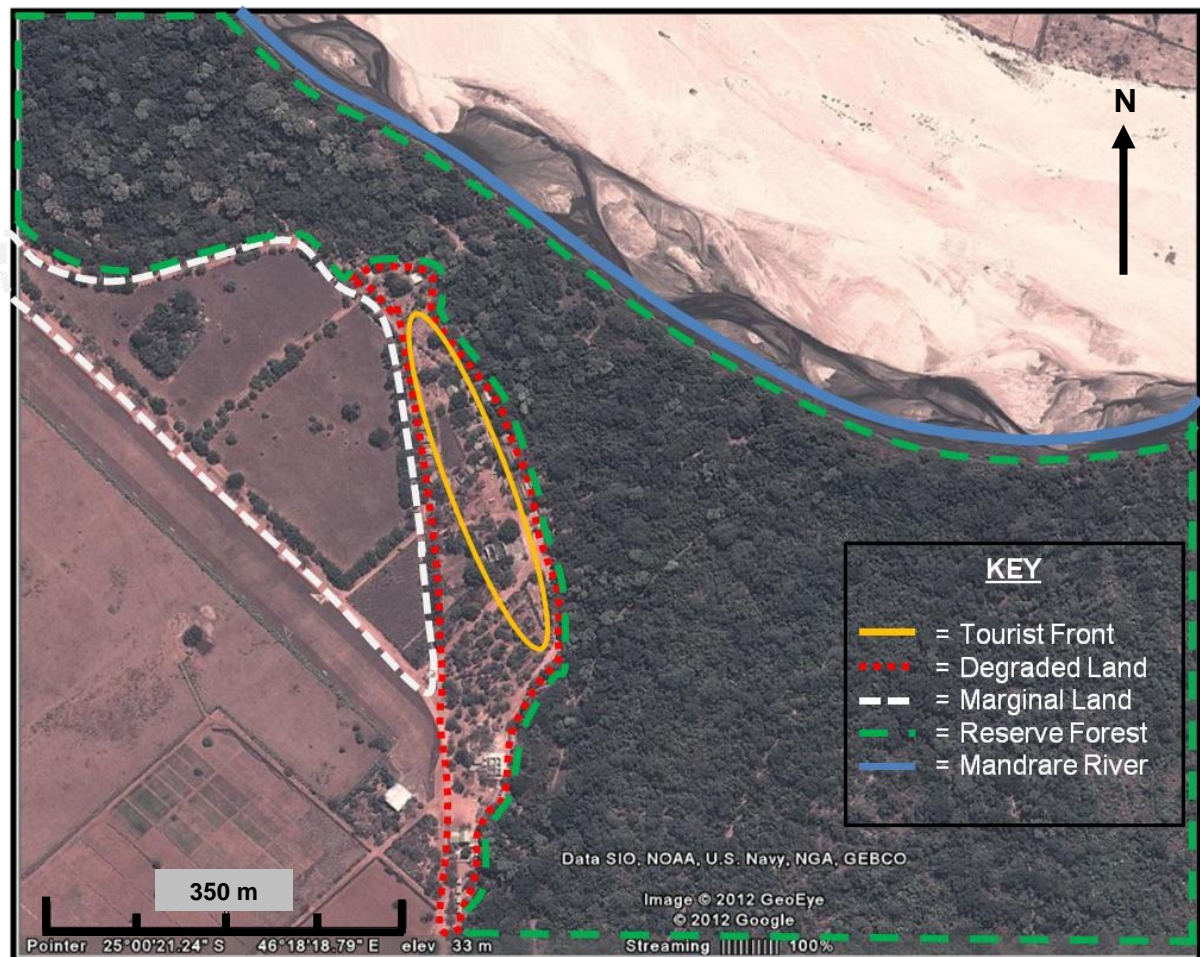 N
KEY
= Tourist Front
= Degraded Land
= Marginal Land
= Reserve Forest
= Mandrare River
Data SIO, NOAA, U.S. Navy, NGA, GEBCO
350 m
Image © 2012 GeoEye
© 2012 Google
Pointer 25°00'21.24" S 46°18'18.79" E elev 33 m Streaming ||||||||| 100%